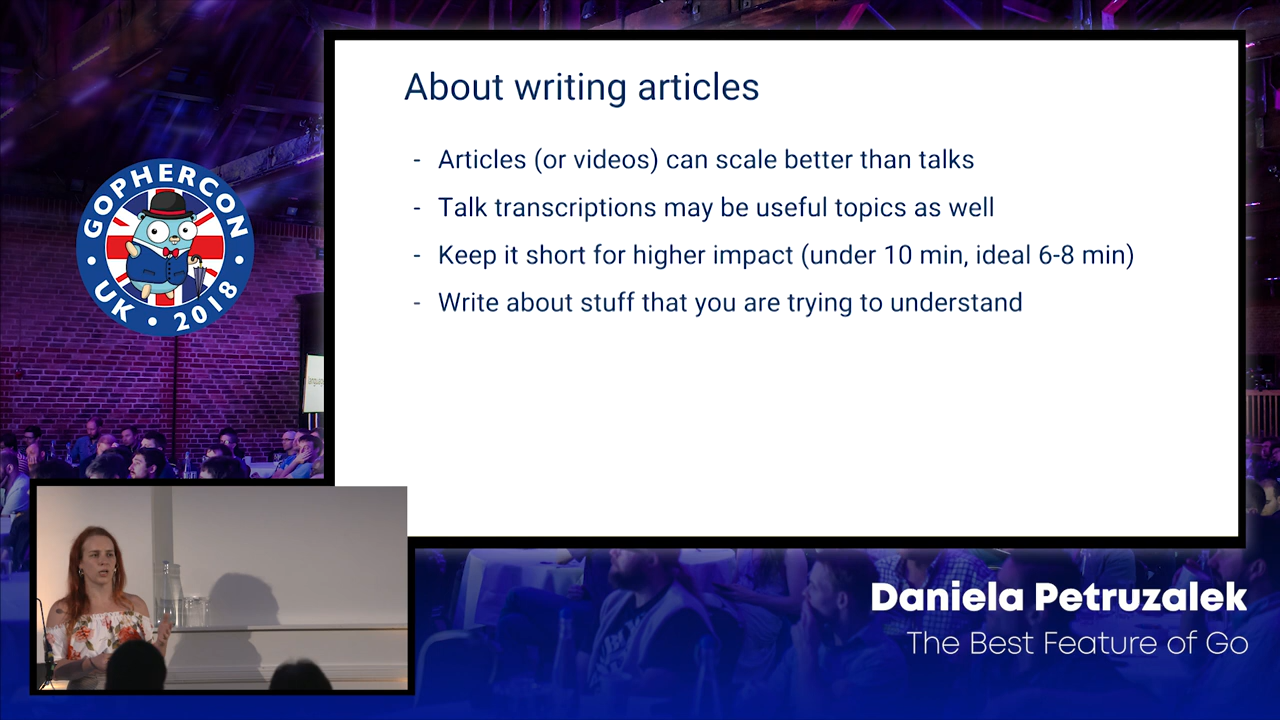 GOPHERCON
UK • 2018
About writing articles
- Articles (or videos) can scale better than talks
- Talk transcriptions may be useful topics as well
- Keep it short for higher impact (under 10 min, ideal 6-8 min)
- Write about stuff that you are trying to understand
Daniela Petruzalek
The Best Feature of Go